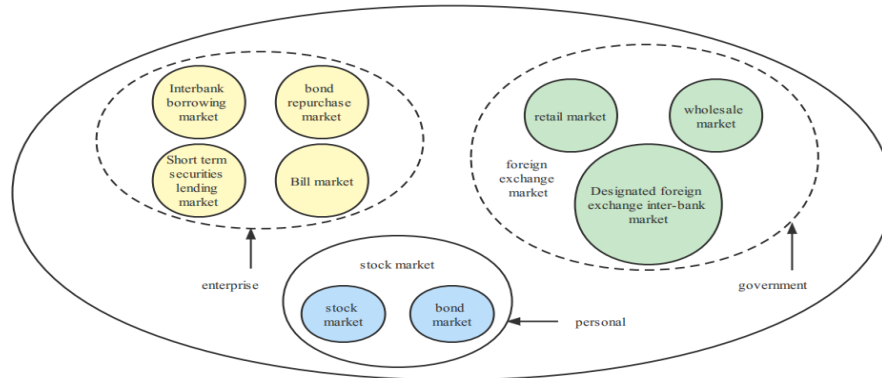 Interbank
borrowing
market
bond
repurchase
market
Short term
securities
lending
market
Bill market
enterprise
retail market
wholesale
market
foreign
exchange
market
Designated foreign
exchange inter-bank
market
government
stock market
stock
market
bond
market
personal